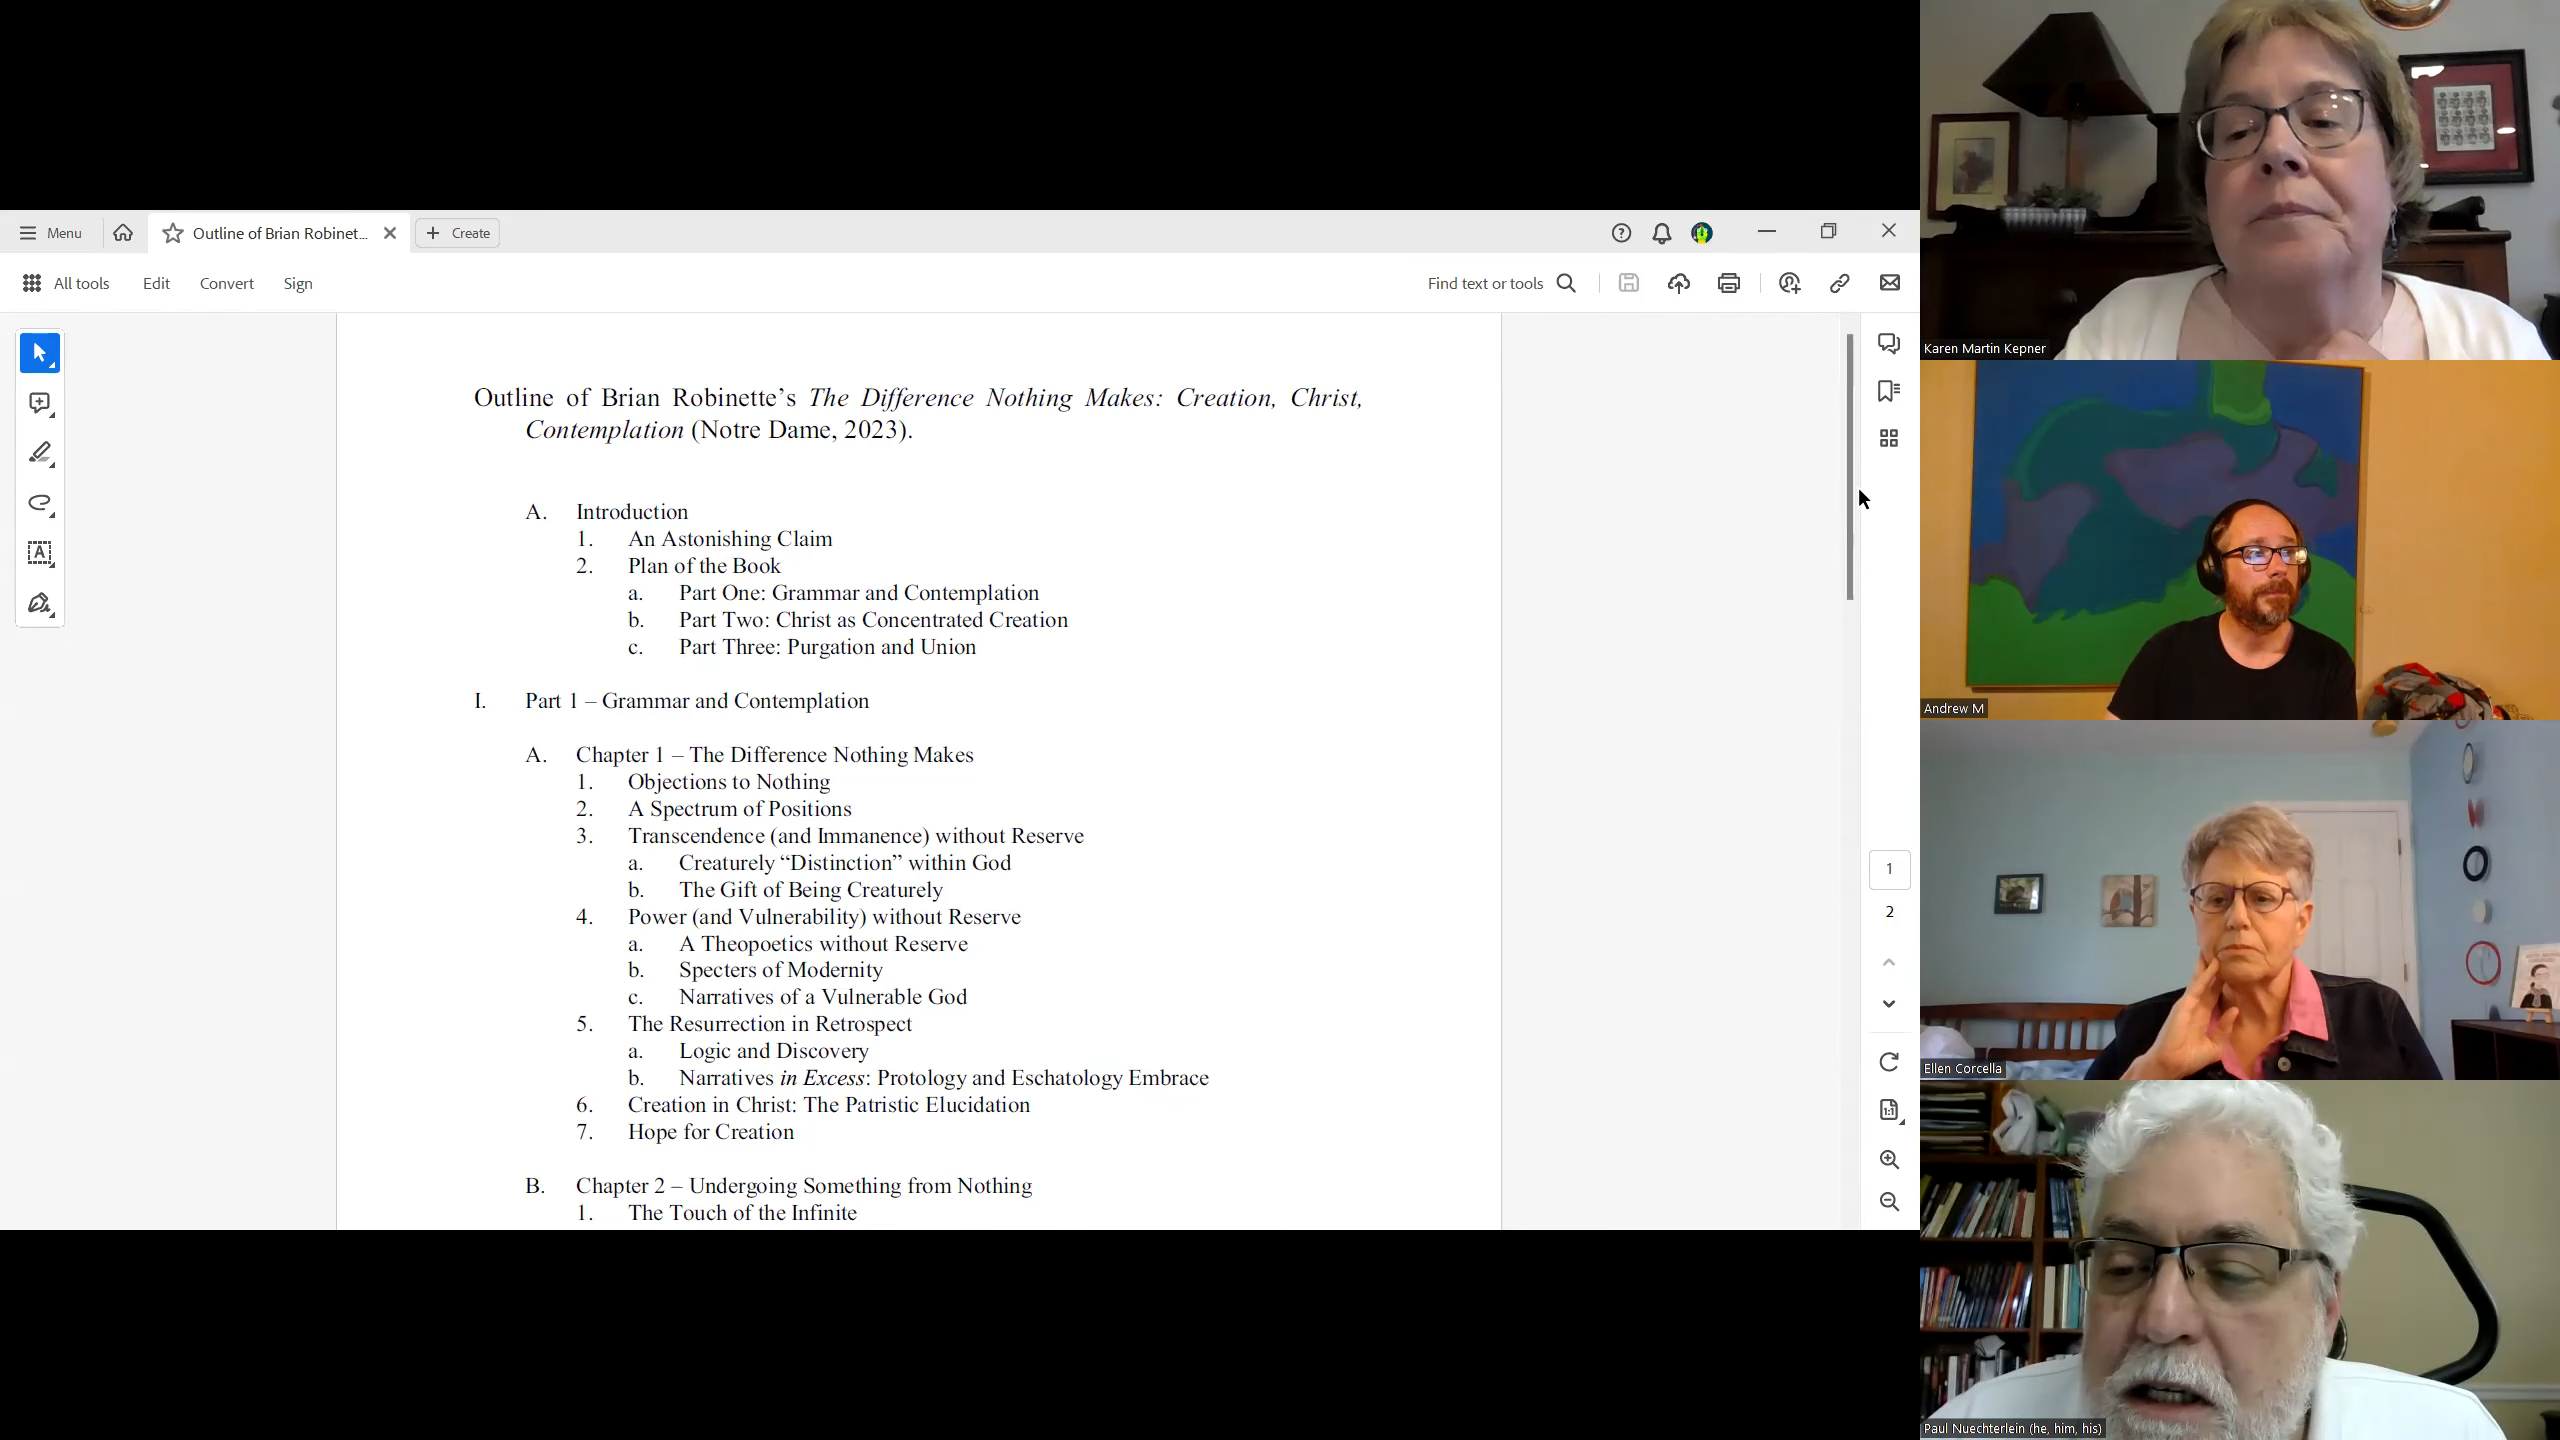 Menu
Outline of Brian Robinet...
Create
All tools
Edit
Convert
Sign
Find text or tools
Outline of Brian Robinette’s The Difference Nothing Makes: Creation, Christ,
Contemplation (Notre Dame, 2023).
A. Introduction
1. An Astonishing Claim
2. Plan of the Book
a. Part One: Grammar and Contemplation
b. Part Two: Christ as Concentrated Creation
c. Part Three: Purgation and Union
I. Part 1 – Grammar and Contemplation
A. Chapter 1 – The Difference Nothing Makes
1. Objections to Nothing
2. A Spectrum of Positions
3. Transcendence (and Immanence) without Reserve
a. Creaturely “Distinction” within God
b. The Gift of Being Creaturely
4. Power (and Vulnerability) without Reserve
a. A Theopoetics without Reserve
b. Specters of Modernity
c. Narratives of a Vulnerable God
5. The Resurrection in Retrospect
a. Logic and Discovery
b. Narratives in Excess: Protology and Eschatology Embrace
6. Creation in Christ: The Patristic Elucidation
7. Hope for Creation
B. Chapter 2 – Undergoing Something from Nothing
1. The Touch of the Infinite
1
2
Karen Martin Kepner
Andrew M
Ellen Corcella
Paul Nuechterlein (he, him, his)